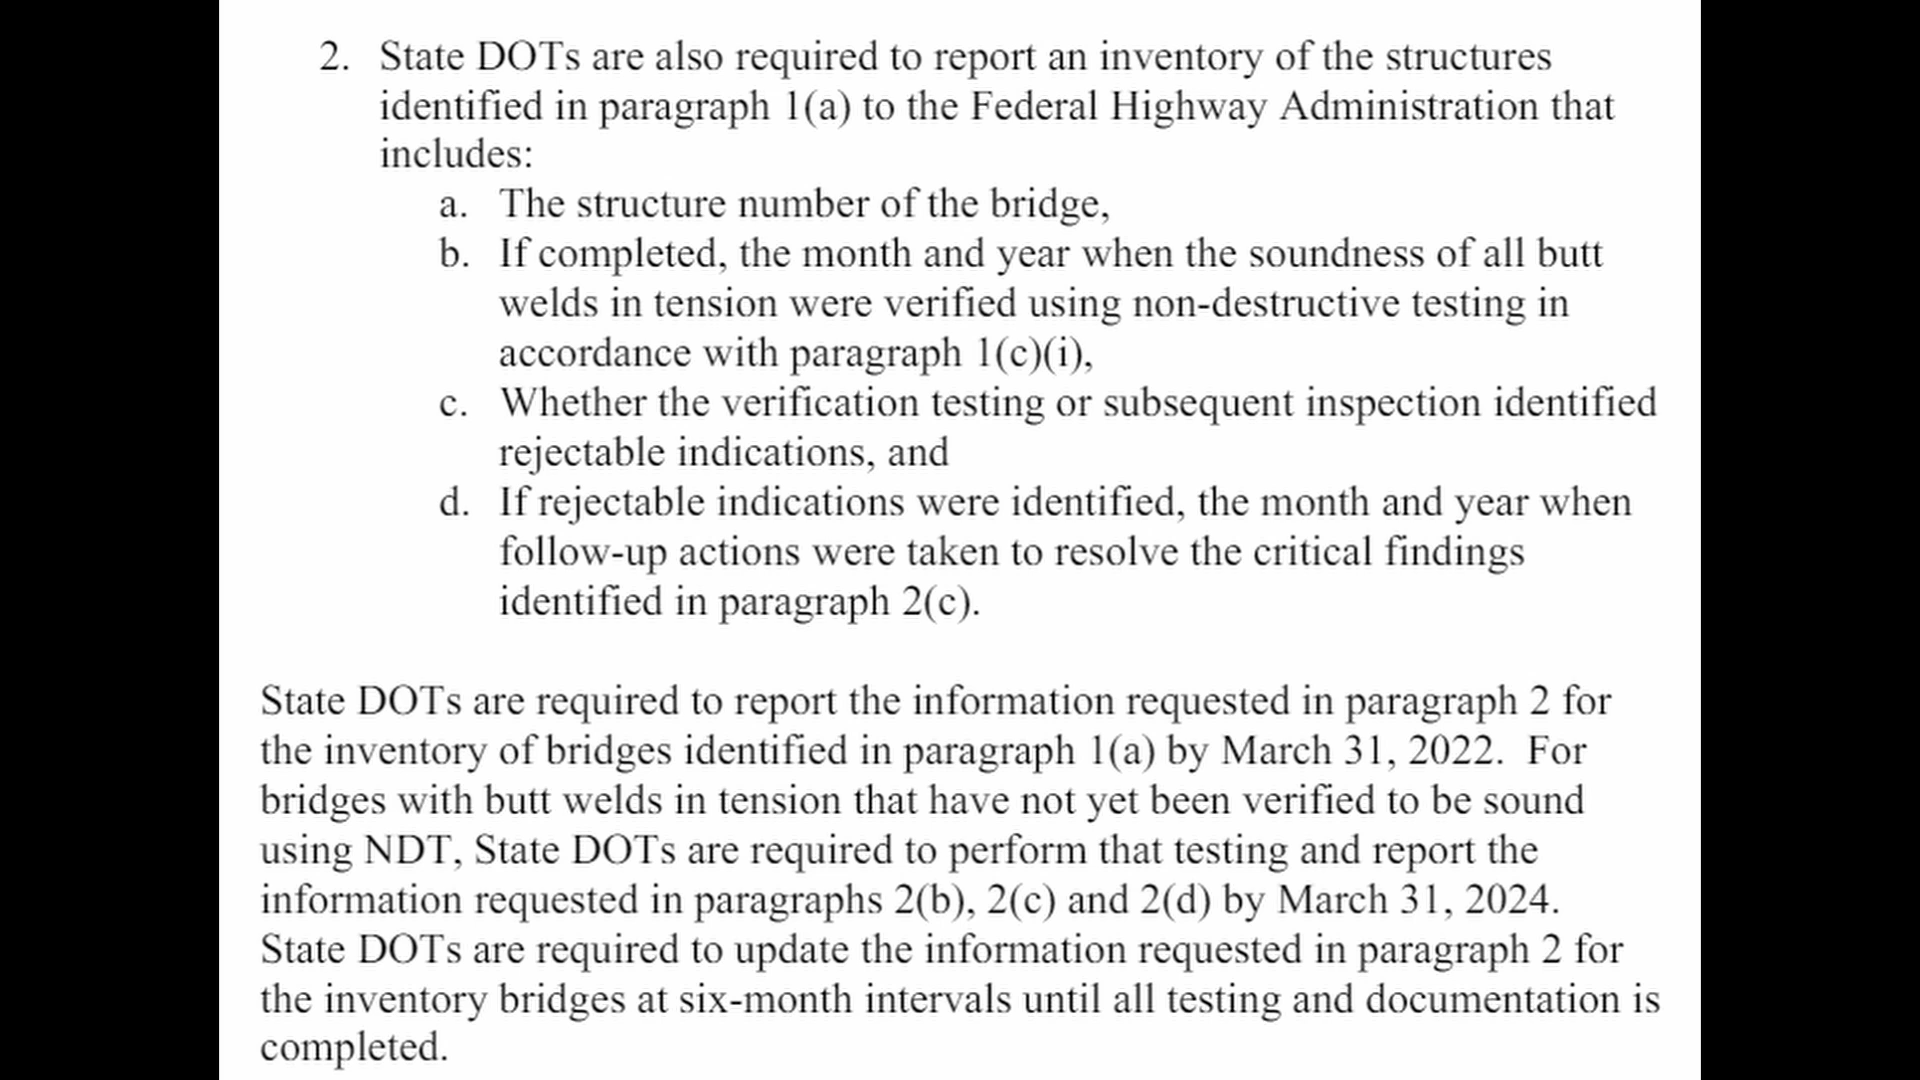 2. State DOTs are also required to report an inventory of the structures
identified in paragraph 1(a) to the Federal Highway Administration that
includes:
a. The structure number of the bridge,
b. If completed, the month and year when the soundness of all butt
welds in tension were verified using non-destructive testing in
accordance with paragraph 1(c)(i),
c. Whether the verification testing or subsequent inspection identified
rejectable indications, and
d. If rejectable indications were identified, the month and year when
follow-up actions were taken to resolve the critical findings
identified in paragraph 2(c).
State DOTs are required to report the information requested in paragraph 2 for
the inventory of bridges identified in paragraph 1(a) by March 31, 2022. For
bridges with butt welds in tension that have not yet been verified to be sound
using NDT, State DOTs are required to perform that testing and report the
information requested in paragraphs 2(b), 2(c) and 2(d) by March 31, 2024.
State DOTs are required to update the information requested in paragraph 2 for
the inventory bridges at six-month intervals until all testing and documentation is
completed.